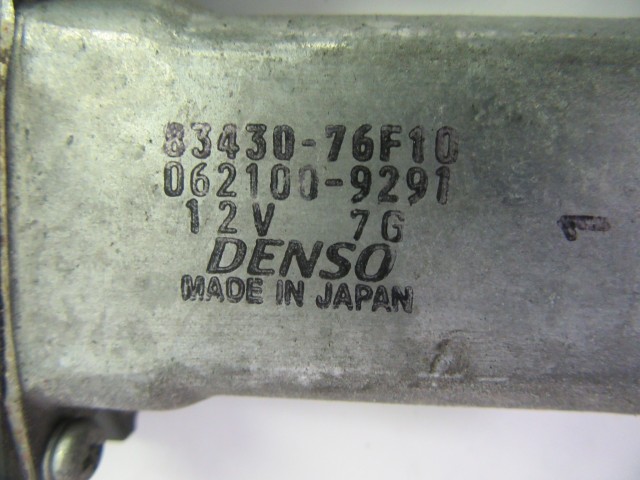 83430-76F10
062100-9291
12V 7G
DENSO
MADE IN JAPAN